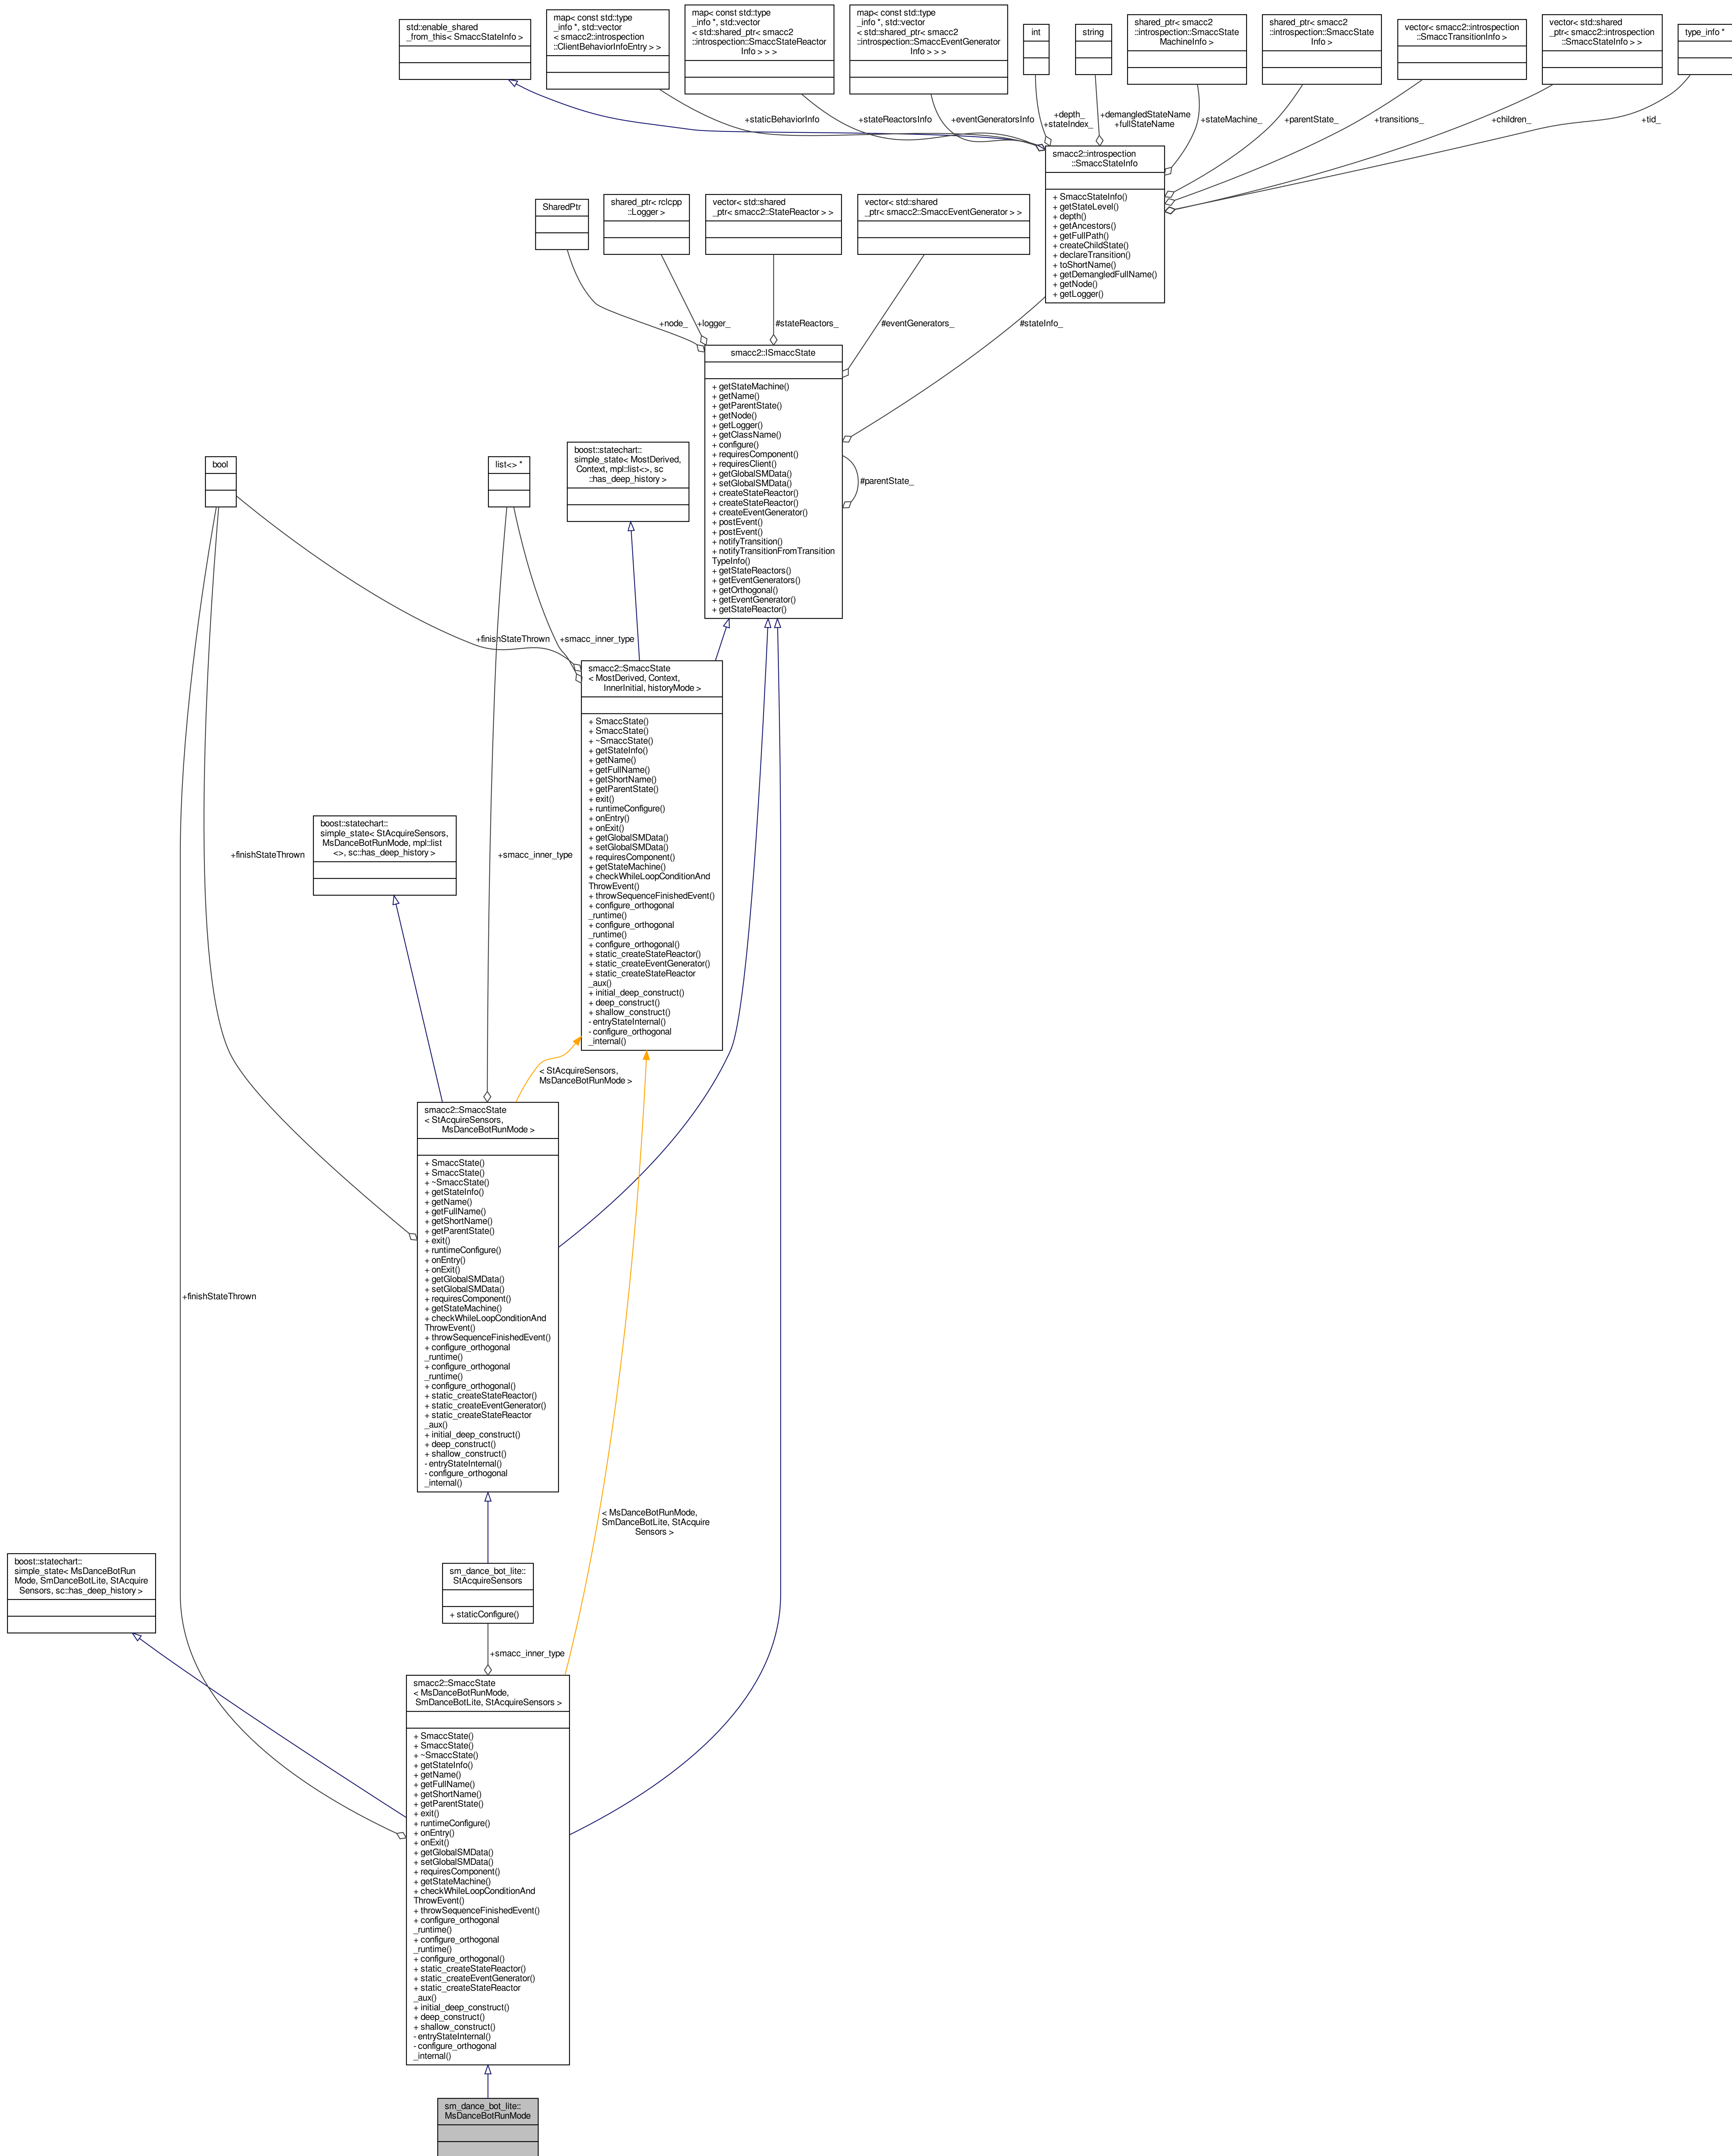 std::enable_shared
_from_this< SmaccStateInfo >
map< const std::type
_info *, std::vector
< smacc2::introspection
::ClientBehaviorInfoEntry > >
map< const std::type
_info *, std::vector
< std::shared_ptr< smacc2
::introspection::SmaccStateReactor
Info > > >
map< const std::type
_info *, std::vector
< std::shared_ptr< smacc2
::introspection::SmaccEventGenerator
Info > > >
int
string
shared_ptr< smacc2
::introspection::SmaccState
MachineInfo >
shared_ptr< smacc2
::introspection::SmaccState
Info >
vector< smacc2::introspection
::SmaccTransitionInfo >
vector< std::shared
_ptr< smacc2::introspection
::SmaccStateInfo > >
type_info *
+staticBehaviorInfo
+stateReactorsInfo
+eventGeneratorsInfo
+depth_
+stateIndex_
+demangledStateName
+fullStateName
+stateMachine_
+parentState_
+transitions_
+children_
+tid_
smacc2::introspection
::SmaccStateInfo
+ SmaccStateInfo()
+ getStateLevel()
+ depth()
+ getAncestors()
+ getFullPath()
+ createChildState()
+ declareTransition()
+ toShortName()
+ getDemangledFullName()
+ getNode()
+ getLogger()
SharedPtr
shared_ptr< rclcpp
::Logger >
vector< std::shared
_ptr< smacc2::StateReactor > >
vector< std::shared
_ptr< smacc2::SmaccEventGenerator > >
+node_
+logger_
#stateReactors_
#eventGenerators_
#stateInfo_
smacc2::ISmaccState
+ getStateMachine()
+ getName()
+ getParentState()
+ getNode()
+ getLogger()
+ getClassName()
+ configure()
+ requiresComponent()
+ requiresClient()
+ getGlobalSMData()
+ setGlobalSMData()
+ createStateReactor()
+ createStateReactor()
+ createEventGenerator()
+ postEvent()
+ postEvent()
+ notifyTransition()
+ notifyTransitionFromTransition
TypeInfo()
+ getStateReactors()
+ getEventGenerators()
+ getOrthogonal()
+ getEventGenerator()
+ getStateReactor()
#parentState_
bool
list<> *
boost::statechart::
simple_state< MostDerived,
Context, mpl::list<>, sc
::has_deep_history >
+finishStateThrown
+smacc_inner_type
smacc2::SmaccState
< MostDerived, Context,
InnerInitial, historyMode >
+ SmaccState()
+ SmaccState()
+ ~SmaccState()
+ getStateInfo()
+ getName()
+ getFullName()
+ getShortName()
+ getParentState()
+ exit()
+ runtimeConfigure()
+ onEntry()
+ onExit()
+ getGlobalSMData()
+ setGlobalSMData()
+ requiresComponent()
+ getStateMachine()
+ checkWhileLoopConditionAnd
ThrowEvent()
+ throwSequenceFinishedEvent()
+ configure_orthogonal
_runtime()
+ configure_orthogonal
_runtime()
+ configure_orthogonal()
+ static_createStateReactor()
+ static_createEventGenerator()
+ static_createStateReactor
_aux()
+ initial_deep_construct()
+ deep_construct()
+ shallow_construct()
- entryStateInternal()
- configure_orthogonal
_internal()
boost::statechart::
simple_state< StAcquireSensors,
MsDanceBotRunMode, mpl::list
<>, sc::has_deep_history >
+finishStateThrown
+smacc_inner_type
< StAcquireSensors,
MsDanceBotRunMode >
smacc2::SmaccState
< StAcquireSensors,
MsDanceBotRunMode >
+ SmaccState()
+ SmaccState()
+ ~SmaccState()
+ getStateInfo()
+ getName()
+ getFullName()
+ getShortName()
+ getParentState()
+ exit()
+ runtimeConfigure()
+ onEntry()
+ onExit()
+ getGlobalSMData()
+ setGlobalSMData()
+ requiresComponent()
+ getStateMachine()
+ checkWhileLoopConditionAnd
ThrowEvent()
+ throwSequenceFinishedEvent()
+ configure_orthogonal
_runtime()
+ configure_orthogonal
_runtime()
+ configure_orthogonal()
+ static_createStateReactor()
+ static_createEventGenerator()
+ static_createStateReactor
_aux()
+ initial_deep_construct()
+ deep_construct()
+ shallow_construct()
- entryStateInternal()
- configure_orthogonal
_internal()
+finishStateThrown
< MsDanceBotRunMode,
SmDanceBotLite, StAcquire
Sensors >
boost::statechart::
simple_state< MsDanceBotRun
Mode, SmDanceBotLite, StAcquire
Sensors, sc::has_deep_history >
sm_dance_bot_lite::
StAcquireSensors
+ staticConfigure()
+smacc_inner_type
smacc2::SmaccState
< MsDanceBotRunMode,
SmDanceBotLite, StAcquireSensors >
+ SmaccState()
+ SmaccState()
+ ~SmaccState()
+ getStateInfo()
+ getName()
+ getFullName()
+ getShortName()
+ getParentState()
+ exit()
+ runtimeConfigure()
+ onEntry()
+ onExit()
+ getGlobalSMData()
+ setGlobalSMData()
+ requiresComponent()
+ getStateMachine()
+ checkWhileLoopConditionAnd
ThrowEvent()
+ throwSequenceFinishedEvent()
+ configure_orthogonal
_runtime()
+ configure_orthogonal
_runtime()
+ configure_orthogonal()
+ static_createStateReactor()
+ static_createEventGenerator()
+ static_createStateReactor
_aux()
+ initial_deep_construct()
+ deep_construct()
+ shallow_construct()
- entryStateInternal()
- configure_orthogonal
_internal()
sm_dance_bot_lite::
MsDanceBotRunMode